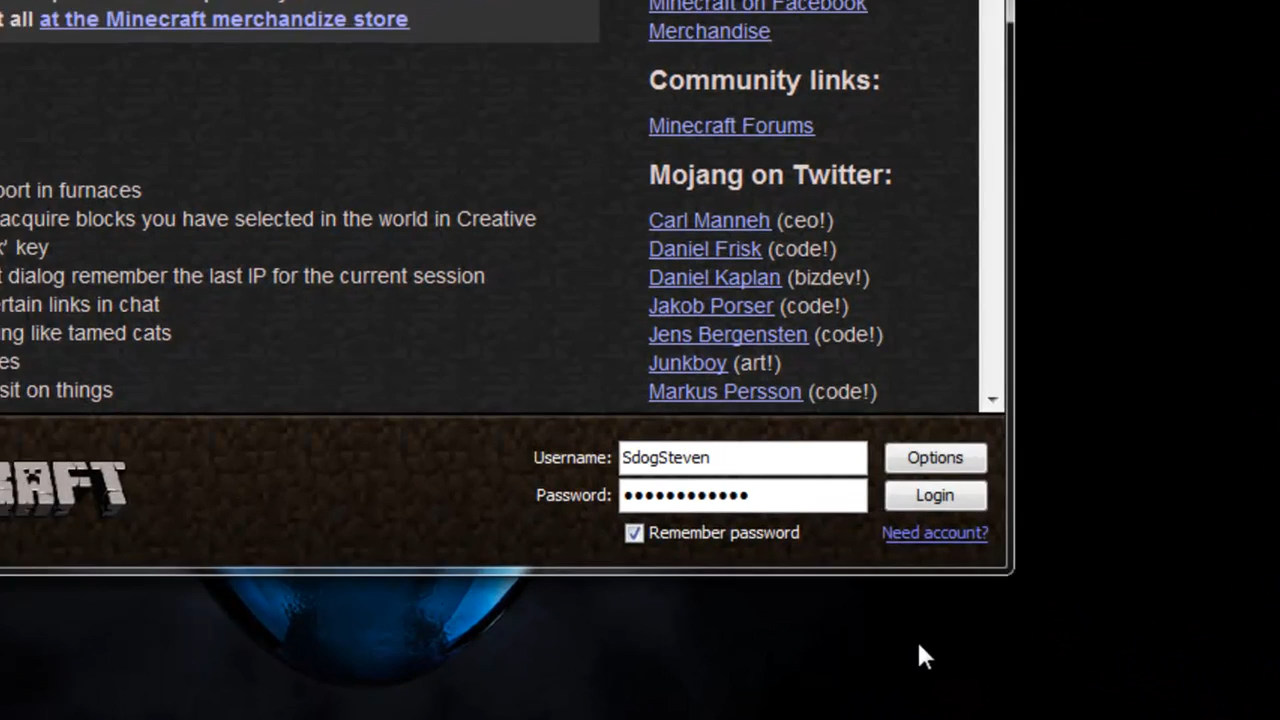 t all at the Minecraft merchandize store
Minecraft on Facebook
Merchandise
Community links:
Minecraft Forums
Mojang on Twitter:
port in furnaces
acquire blocks you have selected in the world in Creative
' key
t dialog remember the last IP for the current session
ertain links in chat
ng like tamed cats
es
sit on things
Carl Manneh (ceo!)
Daniel Frisk (code!)
Daniel Kaplan (bizdev!)
Jakob Porser (code!)
Jens Bergensten (code!)
Junkboy (art!)
Markus Persson (code!)
RAFT
Username: SdogSteven Options
Password: •••••••••••• Login
Remember password Need account?